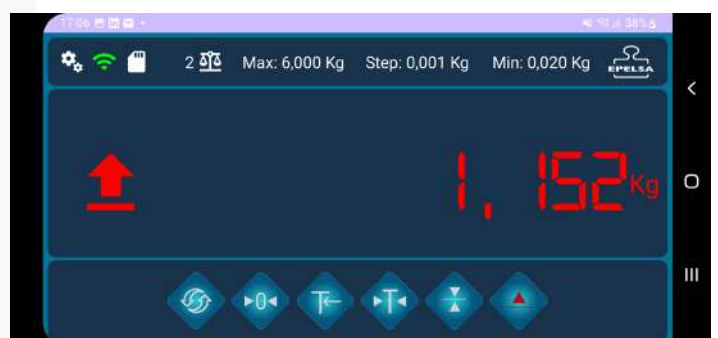 17:06
38%
2 Max: 6,000 Kg Step: 0,001 Kg Min: 0,020 Kg EPELSA
1,152 Kg
►0◄ T← ►T◄